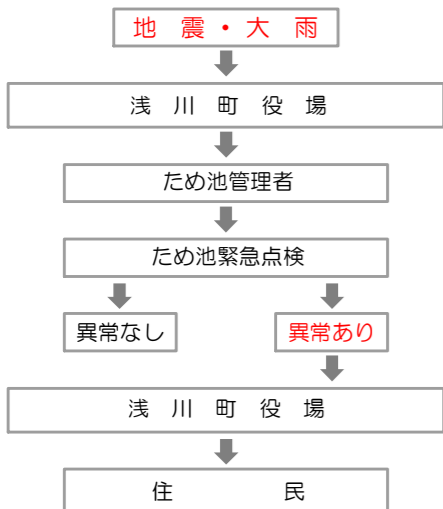 地震・大雨
浅川町役場
ため池管理者
ため池緊急点検
異常なし
異常あり
浅川町役場
住民